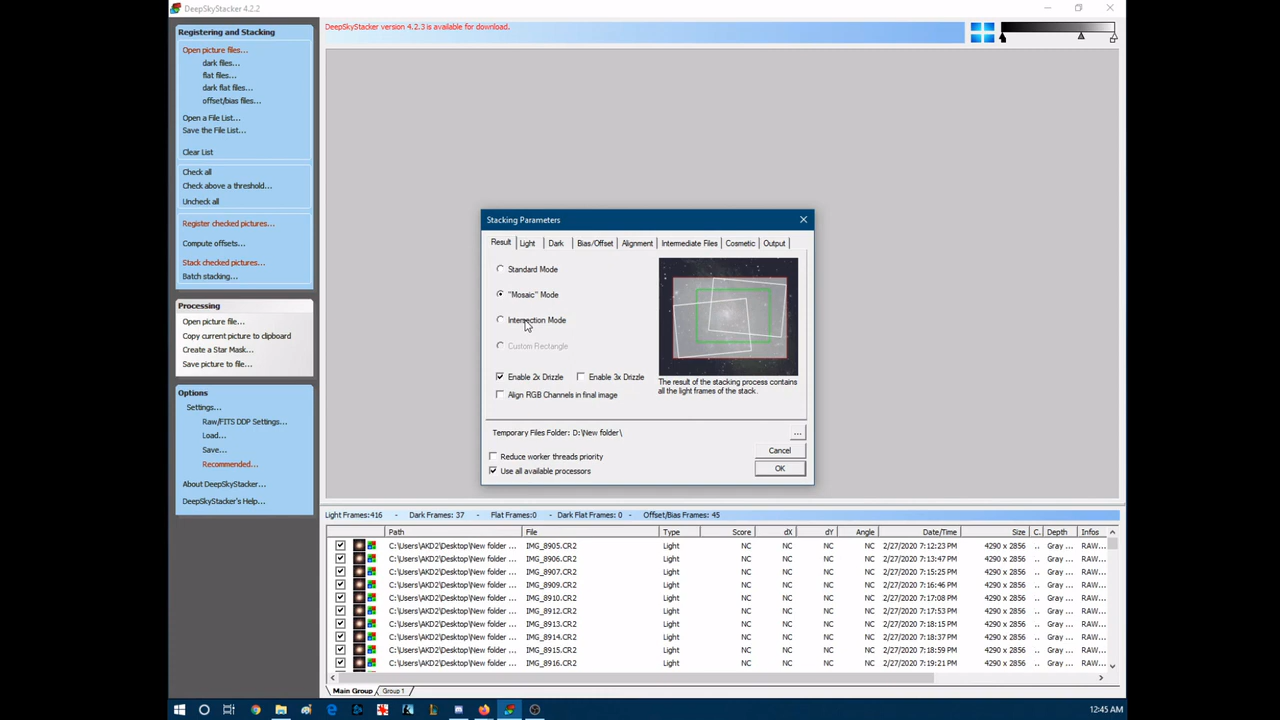 DeepSkyStacker 4.2.2
Registering and Stacking
Open picture files...
dark files...
flat files...
dark flat files...
offset/bias files...
Open a File List...
Save the File List...
Clear List
Check all
Check above a threshold...
Uncheck all
Register checked pictures...
Compute offsets...
Stack checked pictures...
Batch stacking...
Processing
Open picture file...
Copy current picture to clipboard
Create a Star Mask...
Save picture to file...
Options
Settings...
Raw/FITS DDP Settings...
Load...
Save...
Recommended...
About DeepSkyStacker...
DeepSkyStacker's Help...
DeepSkyStacker version 4.2.3 is available for download.
Stacking Parameters
Result Light Dark Bias/Offset Alignment Intermediate Files Cosmetic Output
Standard Mode
"Mosaic" Mode
Intersection Mode
Custom Rectangle
Enable 2x Drizzle Enable 3x Drizzle
Align RGB Channels in final image
The result of the stacking process contains
all the light frames of the stack.
Temporary Files Folder: D:\New folder\
...
Reduce worker threads priority
Use all available processors
Cancel
OK
Light Frames:416 - Dark Frames: 37 - Flat Frames:0 - Dark Flat Frames: 0 - Offset/Bias Frames: 45
Path File Type Score dX dY Angle Date/Time Size C. Depth Infos
C:\Users\AKD2\Desktop\New folder ... IMG_8905.CR2 Light NC NC NC NC 2/27/2020 7:12:23 PM 4290 x 2856 .. Gray ... RAW...
C:\Users\AKD2\Desktop\New folder ... IMG_8906.CR2 Light NC NC NC NC 2/27/2020 7:13:47 PM 4290 x 2856 .. Gray ... RAW...
C:\Users\AKD2\Desktop\New folder ... IMG_8907.CR2 Light NC NC NC NC 2/27/2020 7:15:25 PM 4290 x 2856 .. Gray ... RAW...
C:\Users\AKD2\Desktop\New folder ... IMG_8909.CR2 Light NC NC NC NC 2/27/2020 7:16:46 PM 4290 x 2856 .. Gray ... RAW...
C:\Users\AKD2\Desktop\New folder ... IMG_8910.CR2 Light NC NC NC NC 2/27/2020 7:17:08 PM 4290 x 2856 .. Gray ... RAW...
C:\Users\AKD2\Desktop\New folder ... IMG_8912.CR2 Light NC NC NC NC 2/27/2020 7:17:53 PM 4290 x 2856 .. Gray ... RAW...
C:\Users\AKD2\Desktop\New folder ... IMG_8913.CR2 Light NC NC NC NC 2/27/2020 7:18:15 PM 4290 x 2856 .. Gray ... RAW...
C:\Users\AKD2\Desktop\New folder ... IMG_8914.CR2 Light NC NC NC NC 2/27/2020 7:18:37 PM 4290 x 2856 .. Gray ... RAW...
C:\Users\AKD2\Desktop\New folder ... IMG_8915.CR2 Light NC NC NC NC 2/27/2020 7:18:59 PM 4290 x 2856 .. Gray ... RAW...
C:\Users\AKD2\Desktop\New folder ... IMG_8916.CR2 Light NC NC NC NC 2/27/2020 7:19:21 PM 4290 x 2856 .. Gray ... RAW...
Main Group Group 1
12:45 AM